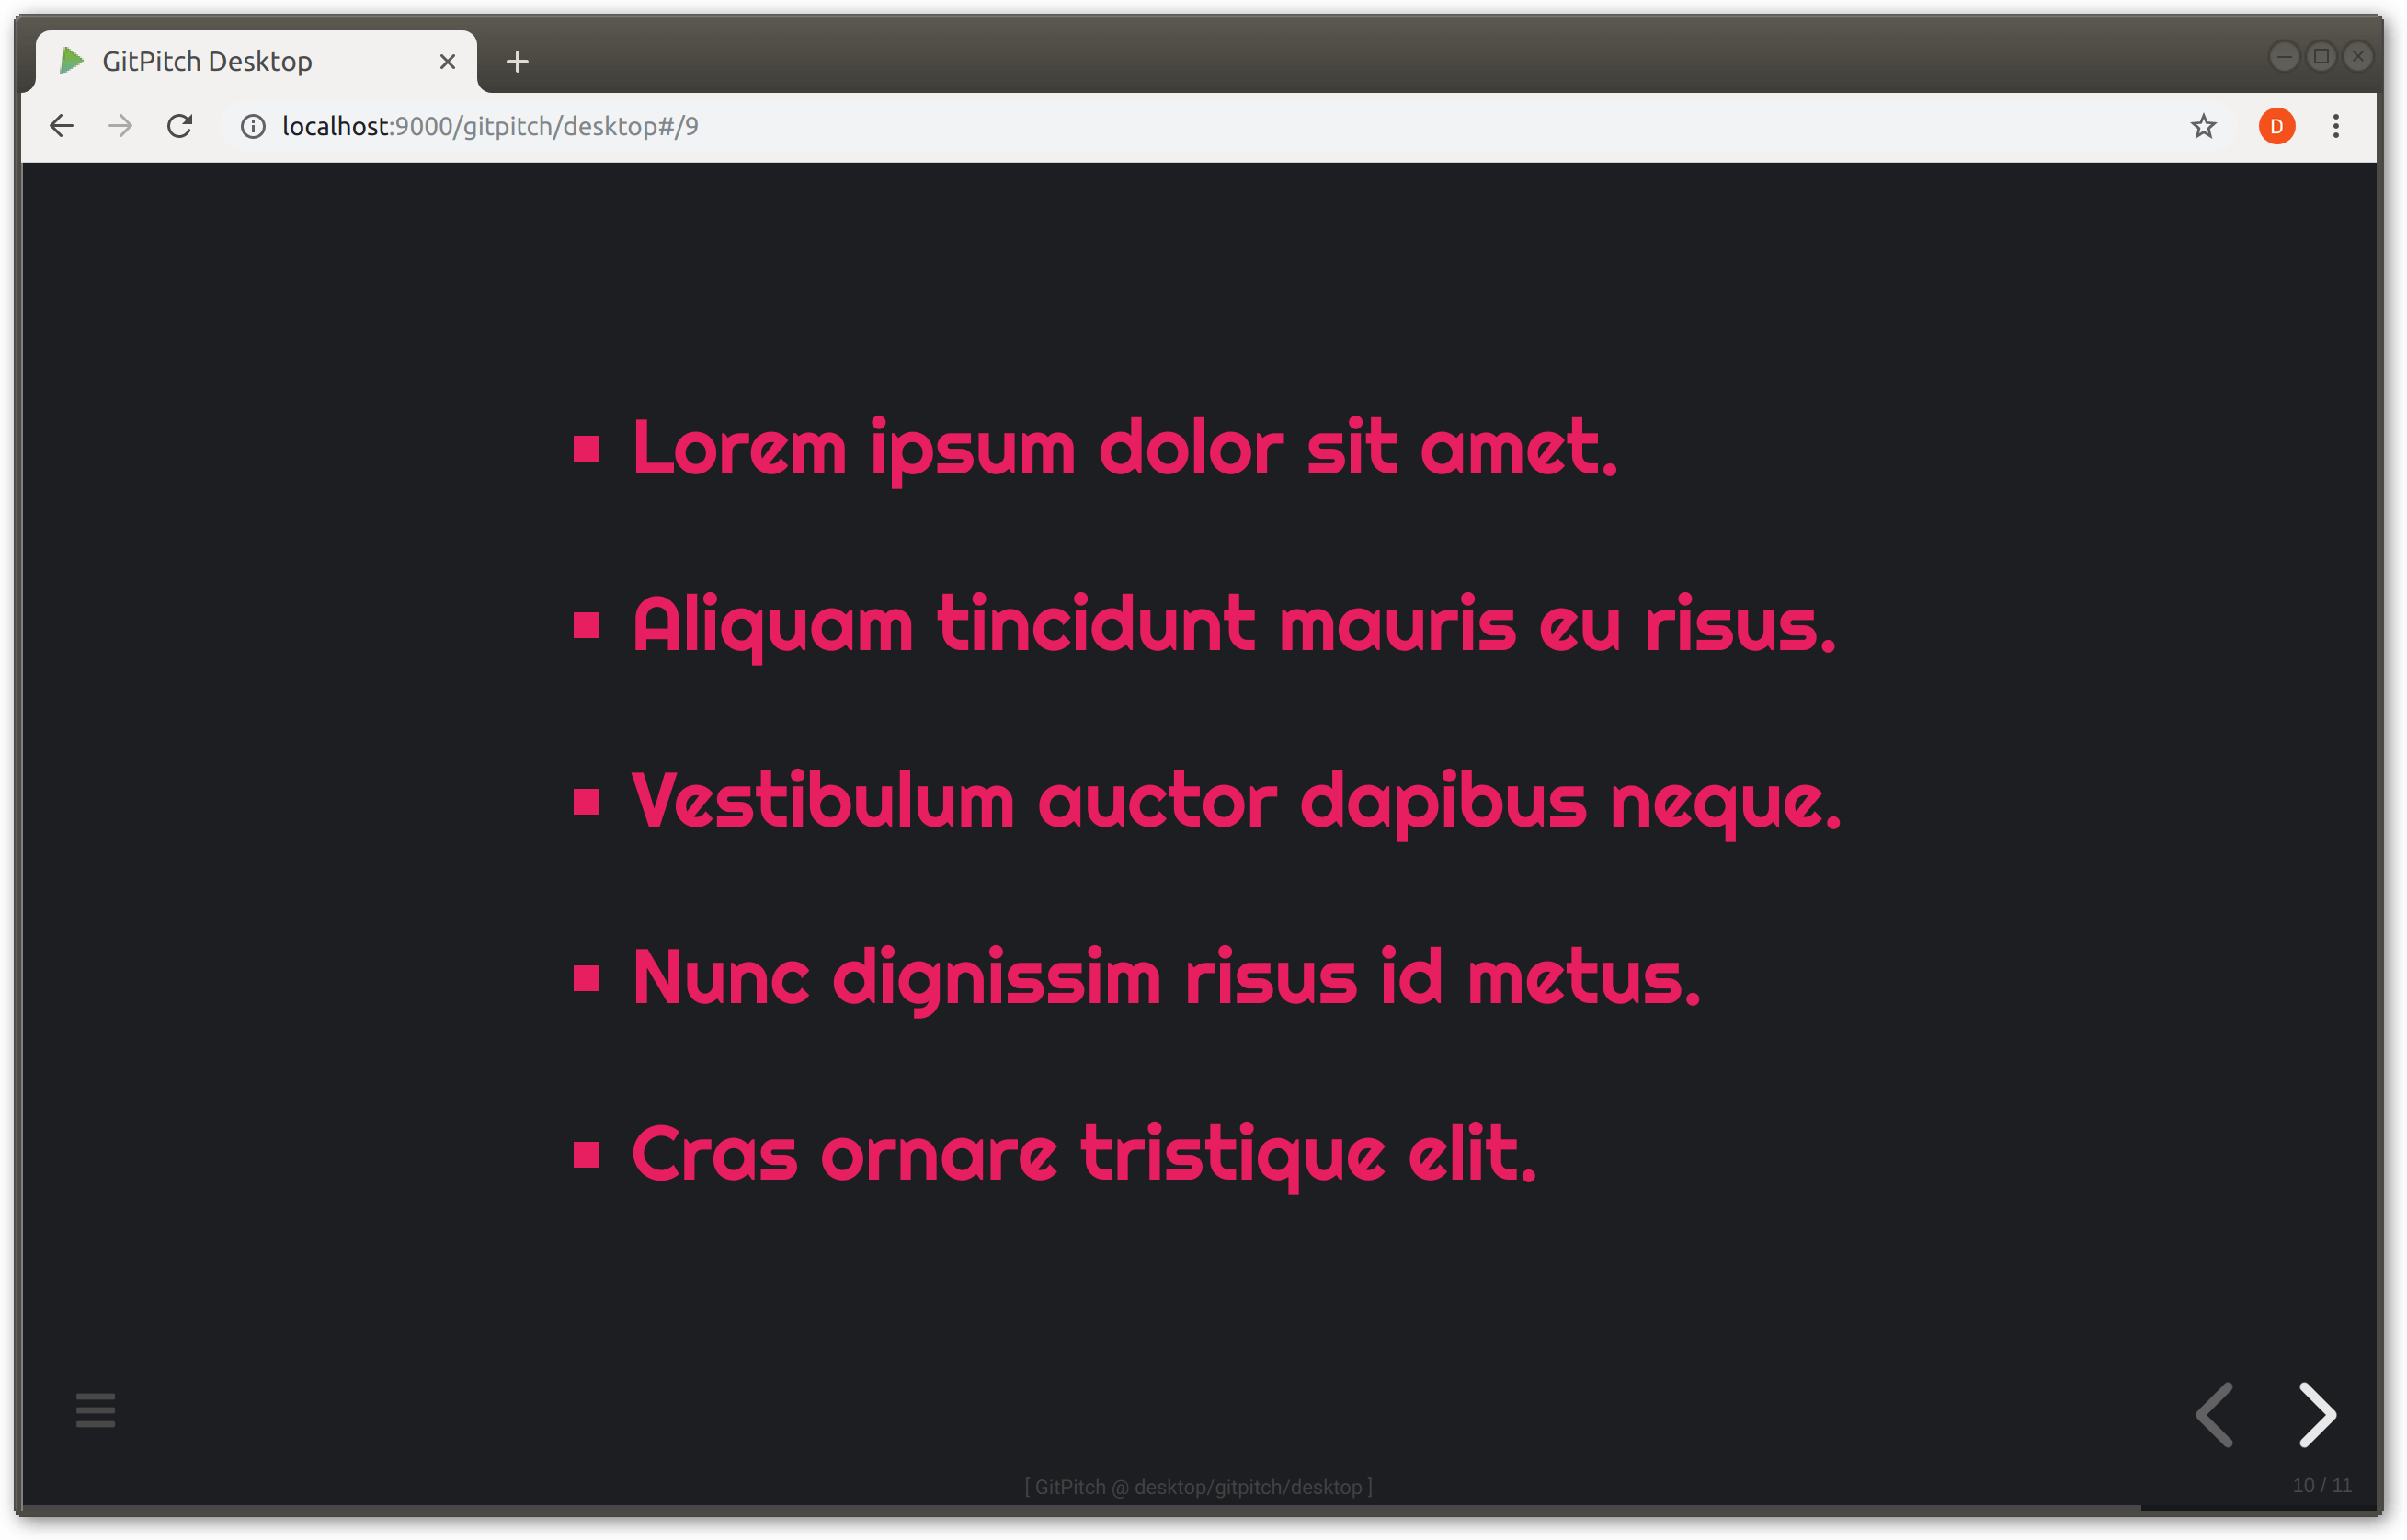 GitPitch Desktop
localhost:9000/gitpitch/desktop#/9
D
Lorem ipsum dolor sit amet.
Aliquam tincidunt mauris eu risus.
Vestibulum auctor dapibus neque.
Nunc dignissim risus id metus.
Cras ornare tristique elit.
[ GitPitch @ desktop/gitpitch/desktop ]
10 / 11